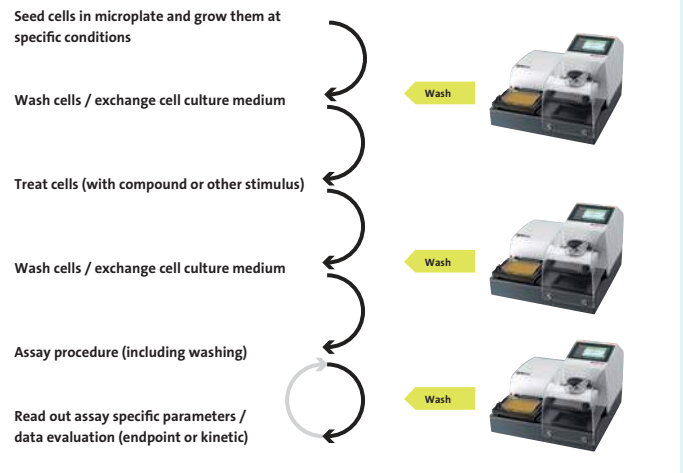 Seed cells in microplate and grow them at
specific conditions
Wash cells / exchange cell culture medium
Wash
Treat cells (with compound or other stimulus)
Wash cells / exchange cell culture medium
Wash
Assay procedure (including washing)
Wash
Read out assay specific parameters /
data evaluation (endpoint or kinetic)